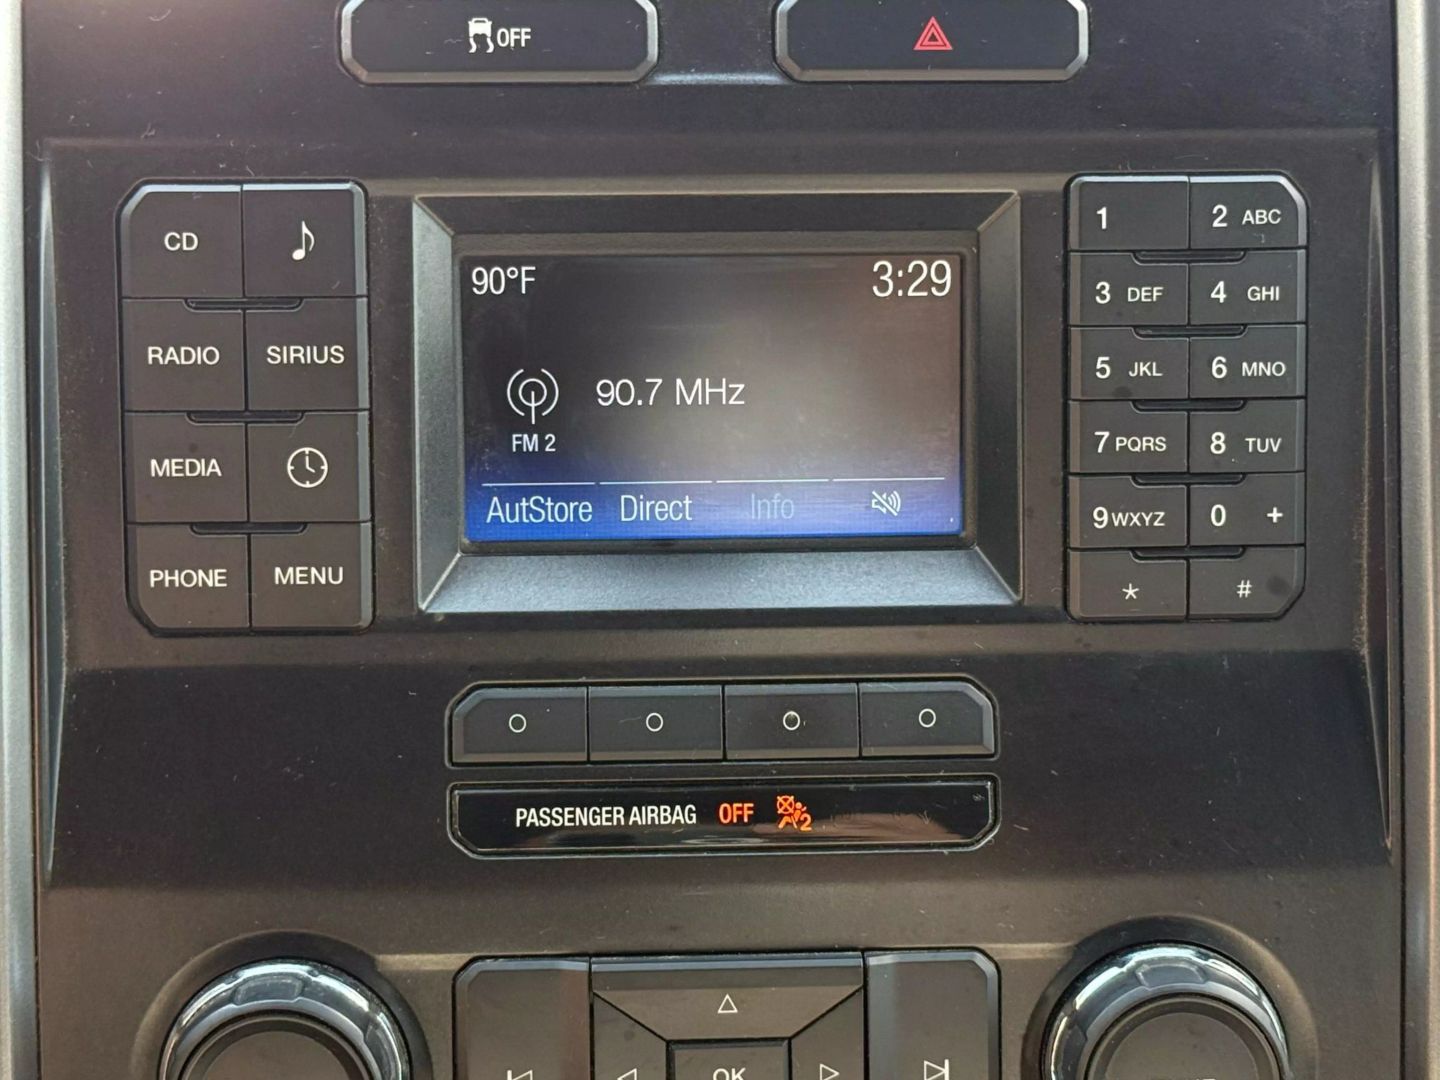 OFF
CD
RADIO SIRIUS
MEDIA
PHONE MENU
90°F 3:29
90.7 MHz
FM 2
AutStore Direct Info
1 2 ABC
3 DEF 4 GHI
5 JKL 6 MNO
7 PQRS 8 TUV
9 WXYZ 0 +
* #
PASSENGER AIRBAG OFF 2
OK